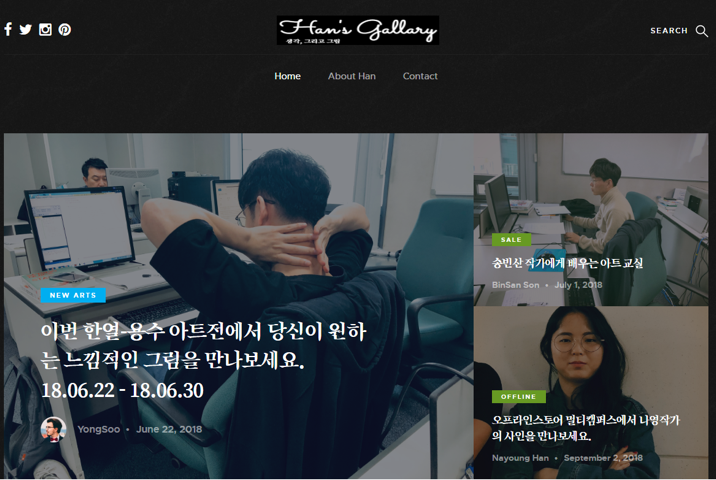 Han's Gallary
생각, 그리고 그림
SEARCH
Home
About Han
Contact
NEW ARTS
이번 한열-용수 아트전에서 당신이 원하
는 느낌적인 그림을 만나보세요.
18.06.22 - 18.06.30
YongSoo • June 22, 2018
SALE
송빈산 작가에게 배우는 아트 교실
BinSan Son • July 1, 2018
OFFLINE
오프라인스토어 멀티캠퍼스에서 나영작가
의 사인을 만나보세요.
Nayoung Han • September 2, 2018